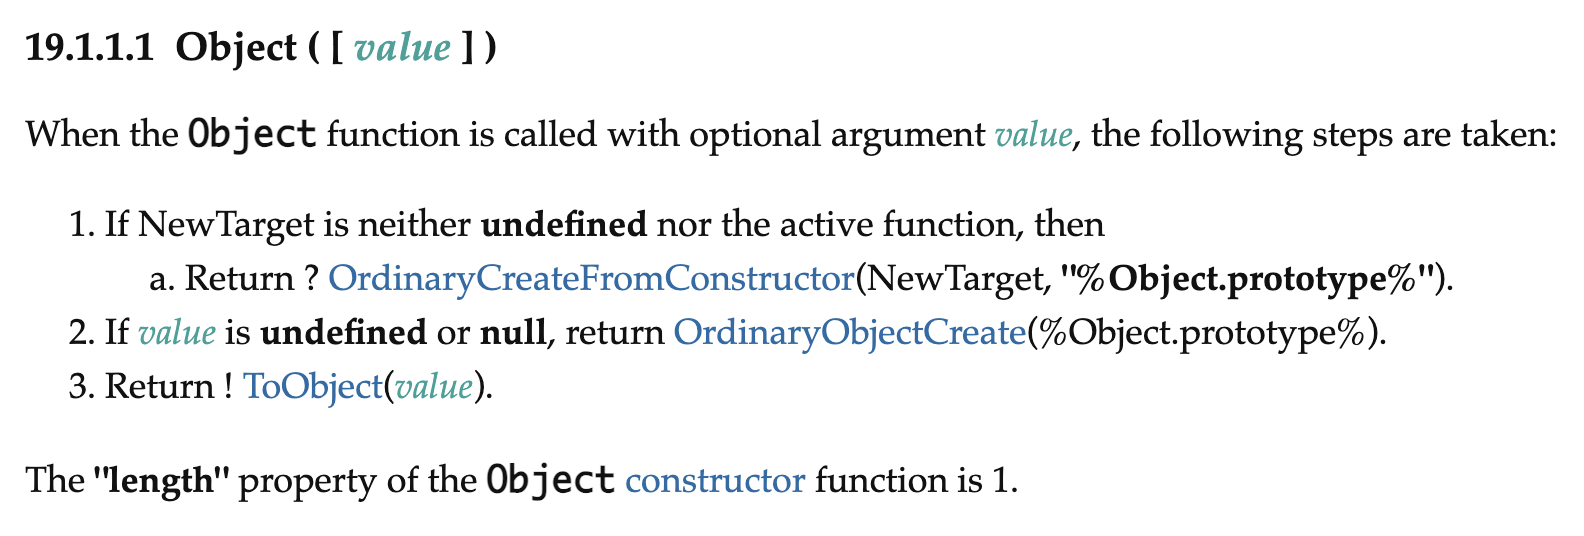 19.1.1.1 Object ( [ value ] )
When the Object function is called with optional argument value, the following steps are taken:
1. If NewTarget is neither undefined nor the active function, then
a. Return ? OrdinaryCreateFromConstructor(NewTarget, "%Object.prototype%").
2. If value is undefined or null, return OrdinaryObjectCreate(%Object.prototype%).
3. Return ! ToObject(value).
The "length" property of the Object constructor function is 1.